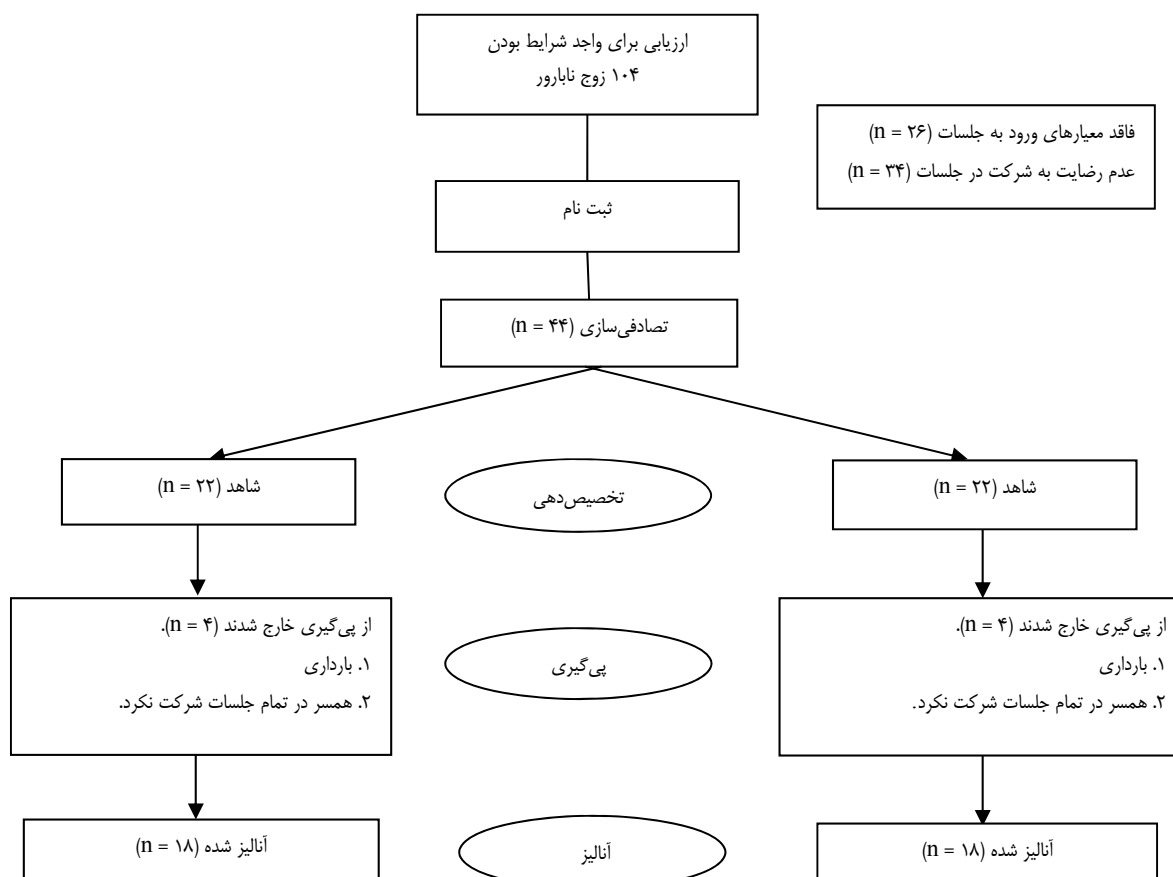 ارزیابی برای واجد شرایط بودن
۱۰۴ زوج نابارور
فاقد معیارهای ورود به جلسات (n = ۲۶)
عدم رضایت به شرکت در جلسات (n = ۳۴)
ثبت نام
تصادفی‌سازی (n = ۴۴)
شاهد (n = ۲۲)
تخصیص‌دهی
شاهد (n = ۲۲)
از پی‌گیری خارج شدند (n = ۴).
۱. بارداری
۲. همسر در تمام جلسات شرکت نکرد.
پی‌گیری
از پی‌گیری خارج شدند (n = ۴).
۱. بارداری
۲. همسر در تمام جلسات شرکت نکرد.
آنالیز شده (n = ۱۸)
آنالیز
آنالیز شده (n = ۱۸)